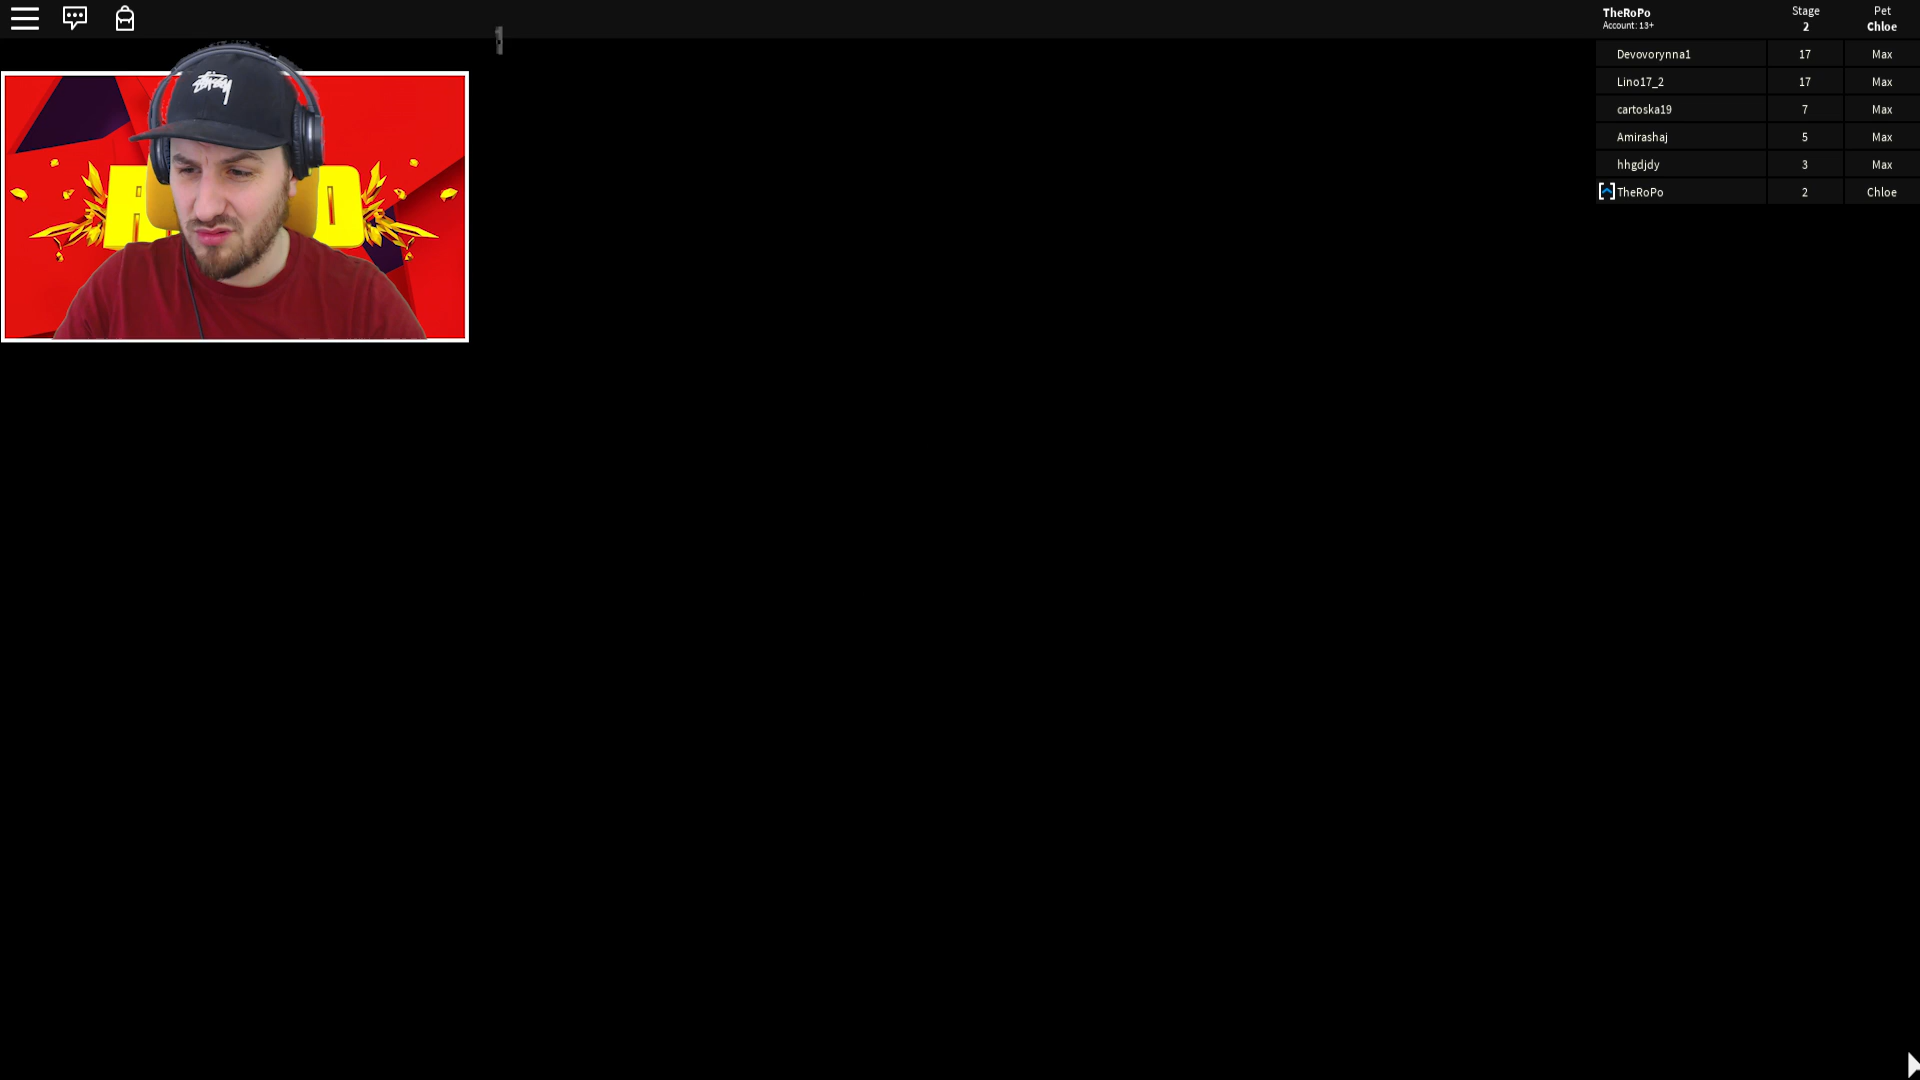 TheRoPo Stage Pet
Account: 13+ 2 Chloe
Devovorynna1 17 Max
Lino17_2 17 Max
cartoska19 7 Max
Amirashaj 5 Max
hhgdjdy 3 Max
TheRoPo 2 Chloe
Stüssy